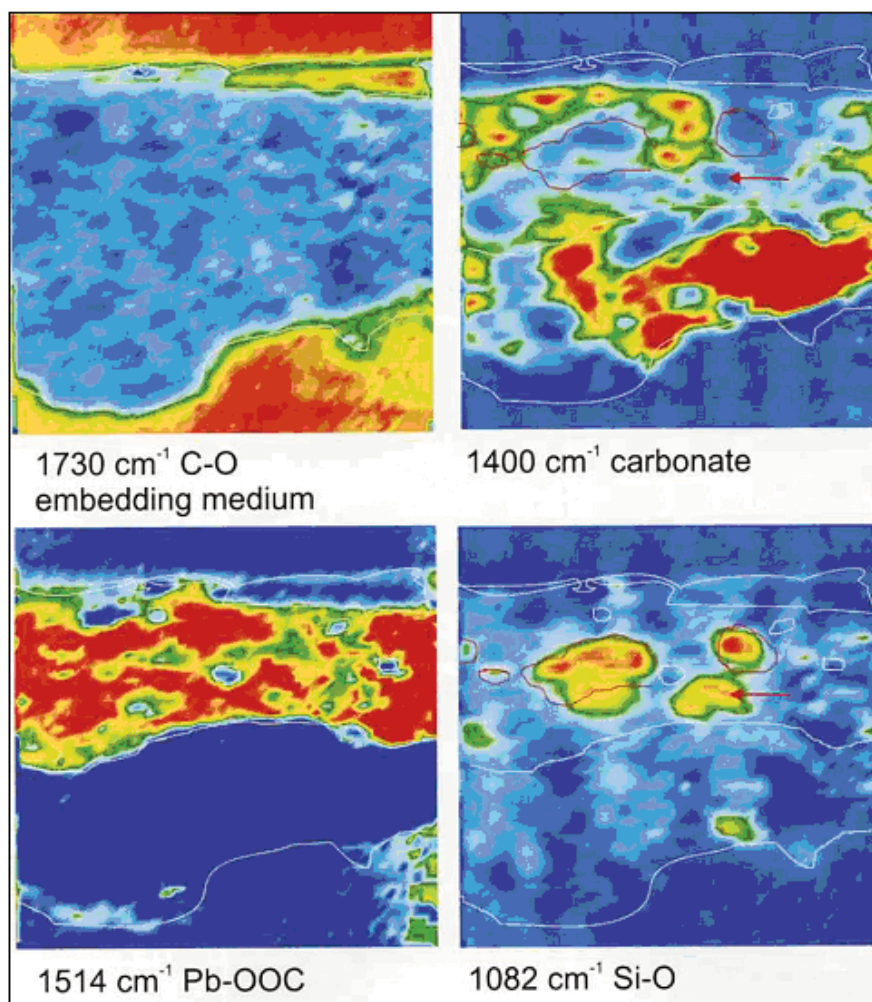 1730 cm⁻¹ C-O
embedding medium
1400 cm⁻¹ carbonate
1514 cm⁻¹ Pb-OOC
1082 cm⁻¹ Si-O